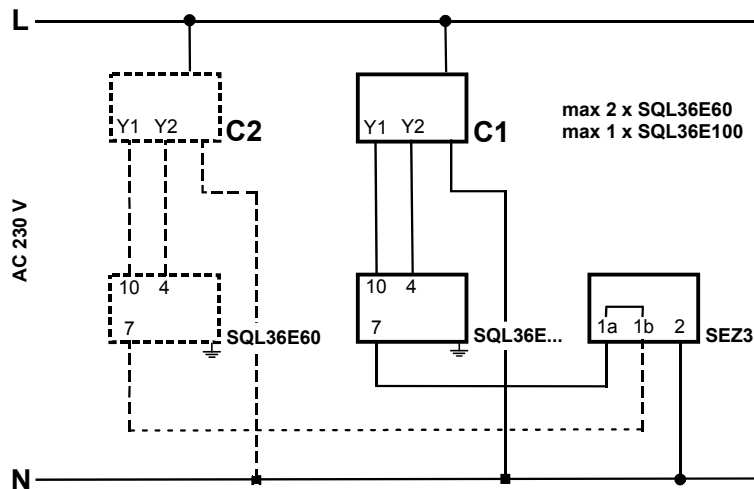 L
Y1 Y2
C2
Y1 Y2
C1
max 2 x SQL36E60
max 1 x SQL36E100
AC 230 V
10 4
7
SQL36E60
10 4
7
SQL36E...
1a 1b 2
SEZ3
N